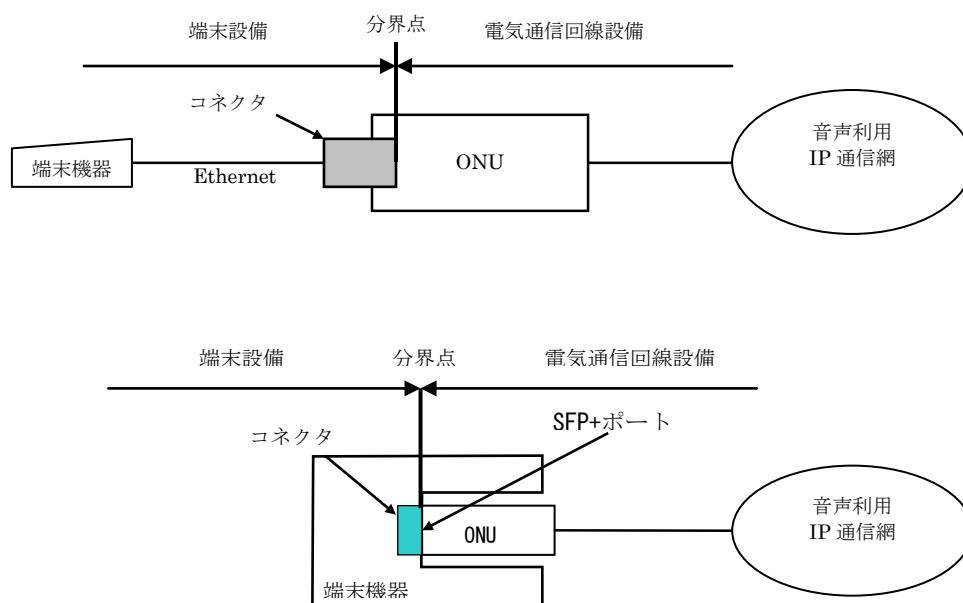 端末設備
分界点
電気通信回線設備
コネクタ
端末機器
Ethernet
ONU
音声利用
IP 通信網
端末設備
分界点
電気通信回線設備
コネクタ
SFP+ポート
ONU
端末機器
音声利用
IP 通信網